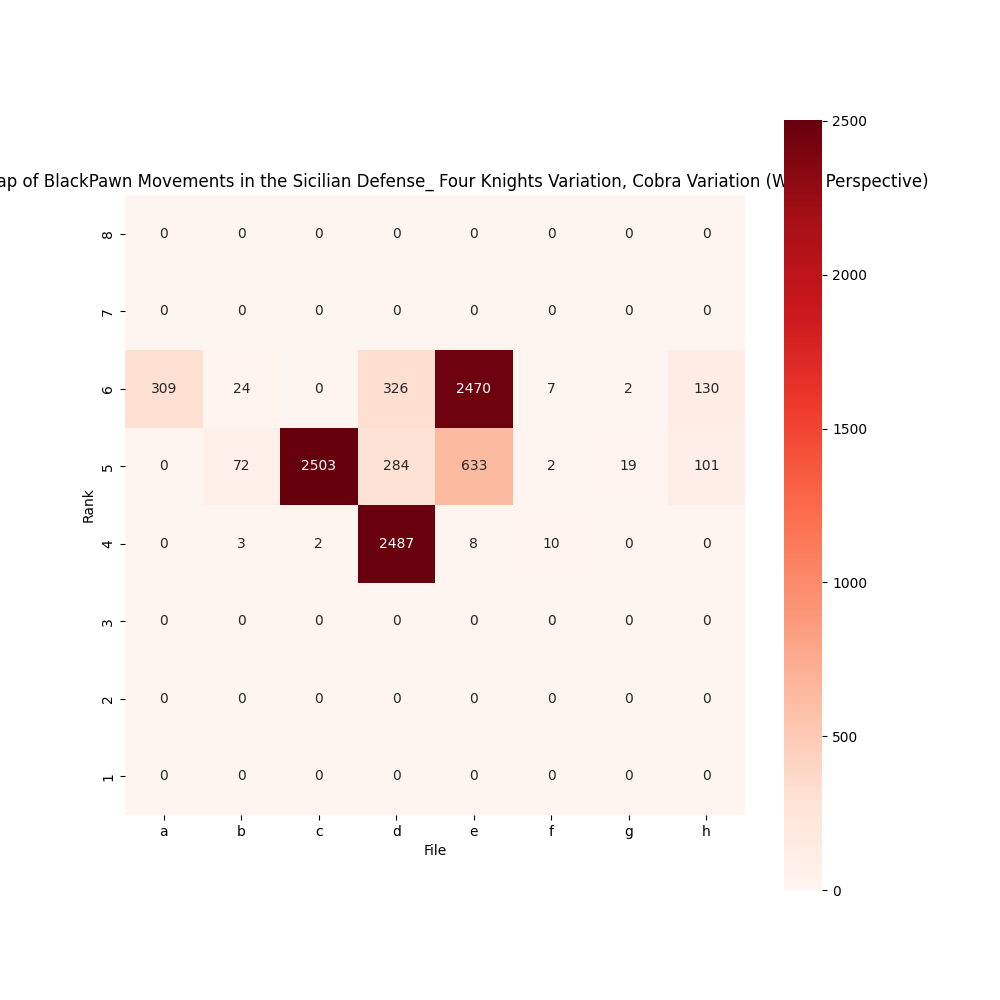 ap of BlackPawn Movements in the Sicilian Defense_ Four Knights Variation, Cobra Variation (W Perspective)
8 0 0 0 0 0 0 0 0
7 0 0 0 0 0 0 0 0
6 309 24 0 326 2470 7 2 130
5 0 72 2503 284 633 2 19 101
4 0 3 2 2487 8 10 0 0
3 0 0 0 0 0 0 0 0
2 0 0 0 0 0 0 0 0
1 0 0 0 0 0 0 0 0
a b c d e f g h
File
Rank
2500
2000
1500
1000
500
0